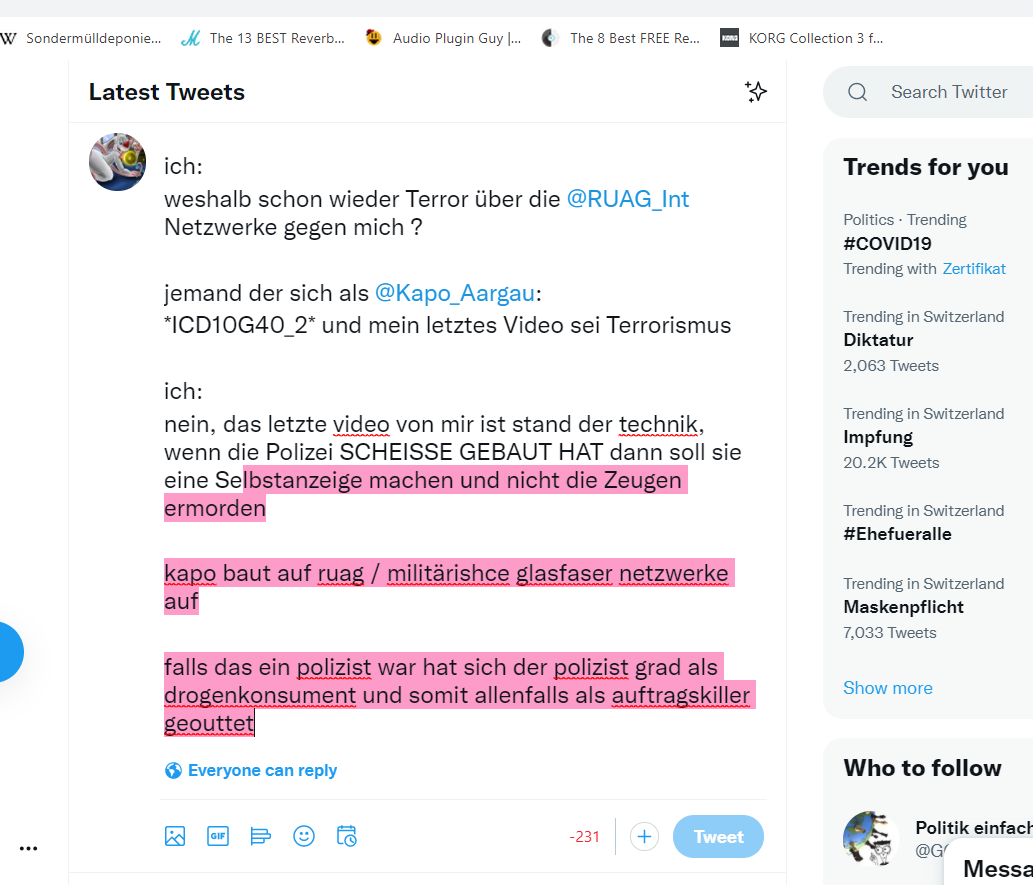 W Sondermülldeponie... The 13 BEST Reverb... Audio Plugin Guy |... The 8 Best FREE Re... KORG KORG Collection 3 f...
Latest Tweets
Search Twitter
ich:
weshalb schon wieder Terror über die @RUAG_Int
Netzwerke gegen mich ?
jemand der sich als @Kapo_Aargau:
*ICD10G40_2* und mein letztes Video sei Terrorismus
ich:
nein, das letzte video von mir ist stand der technik,
wenn die Polizei SCHEISSE GEBAUT HAT dann soll sie
eine Selbstanzeige machen und nicht die Zeugen
ermorden
kapo baut auf ruag / militärishce glasfaser netzwerke
auf
falls das ein polizist war hat sich der polizist grad als
drogenkonsument und somit allenfalls als auftragskiller
geouttet
Everyone can reply
GIF
-231
Tweet
Trends for you
Politics · Trending
#COVID19
Trending with Zertifikat
Trending in Switzerland
Diktatur
2,063 Tweets
Trending in Switzerland
Impfung
20.2K Tweets
Trending in Switzerland
#Ehefueralle
Trending in Switzerland
Maskenpflicht
7,033 Tweets
Show more
Who to follow
Politik einfach
Messa